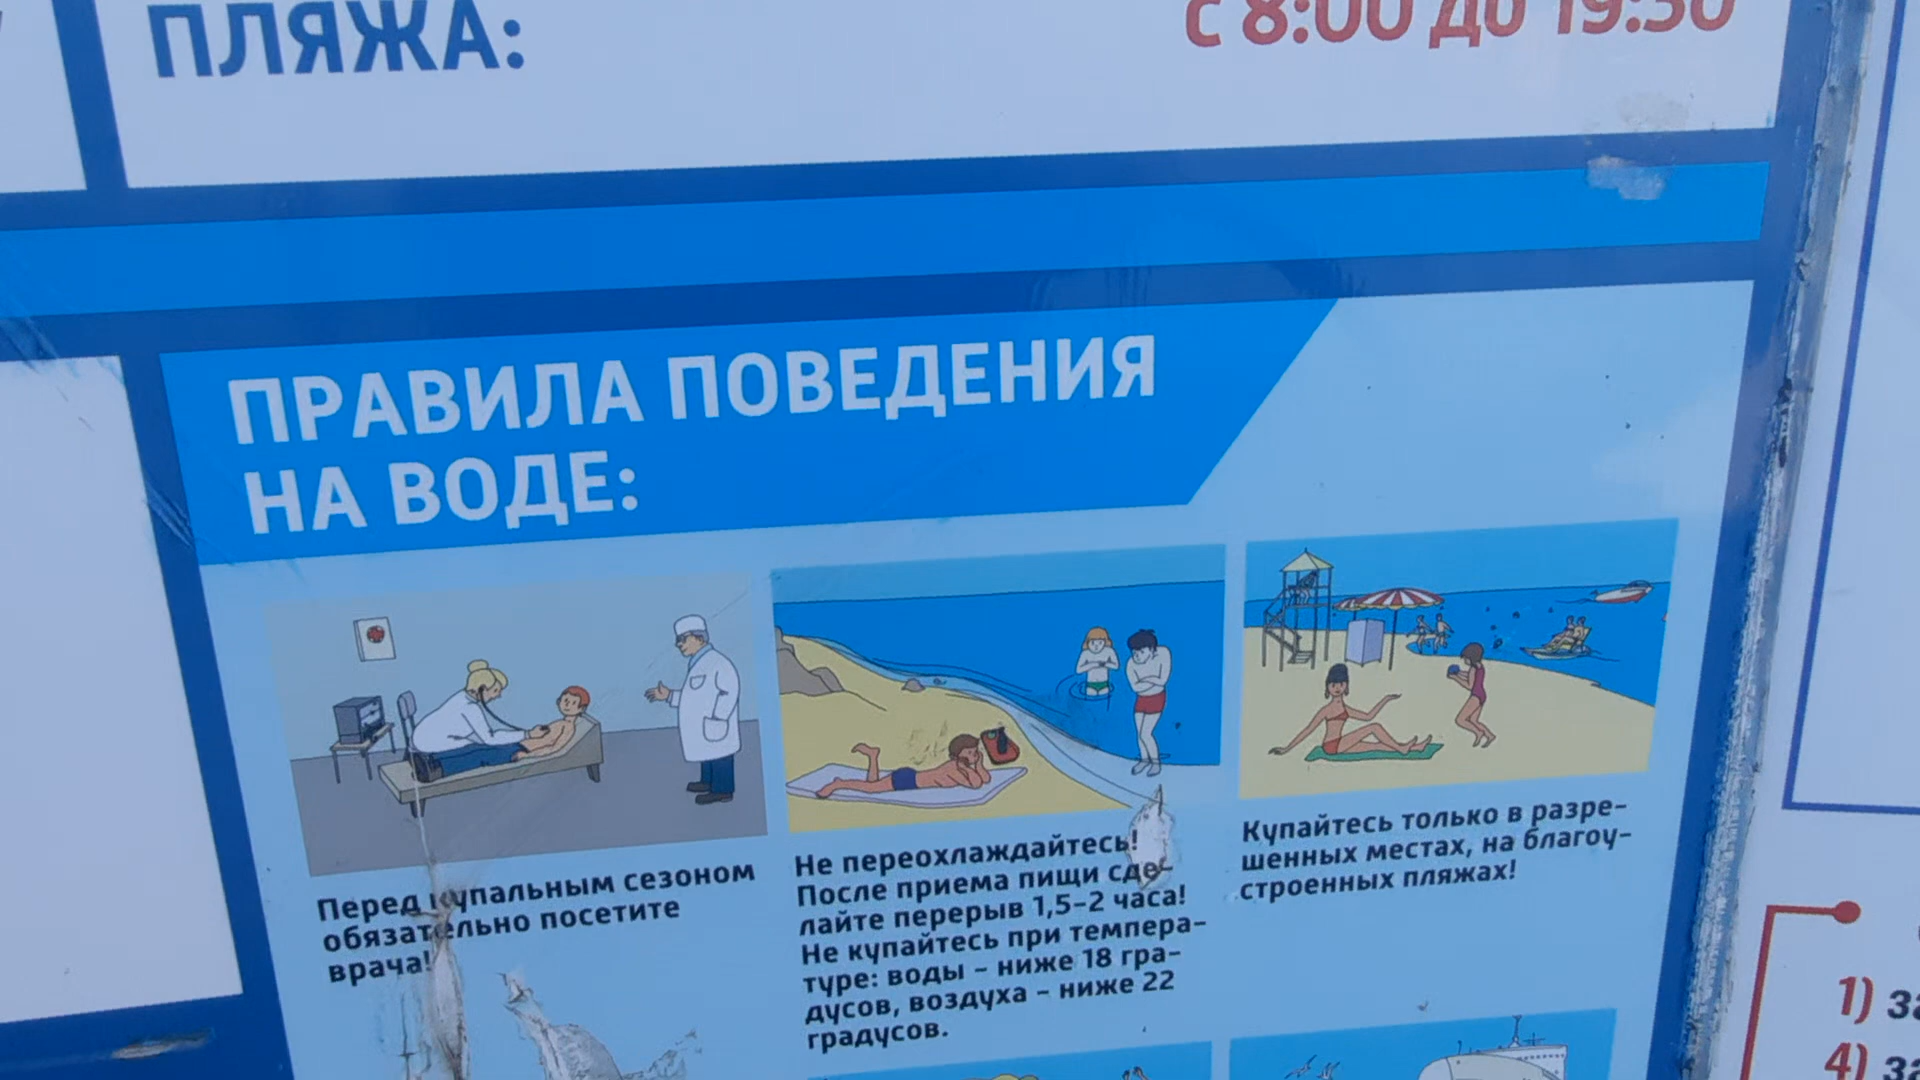 ПЛЯЖА:
с 8:00 до 19:30
ПРАВИЛА ПОВЕДЕНИЯ
НА ВОДЕ:
Перед купальным сезоном
обязательно посетите
врача!
Не переохлаждайтесь!
После приема пищи сде-
лайте перерыв 1,5-2 часа!
Не купайтесь при темпера-
туре: воды - ниже 18 гра-
дусов, воздуха - ниже 22
градусов.
Купайтесь только в разре-
шенных местах, на благоу-
строенных пляжах!
1)
4)